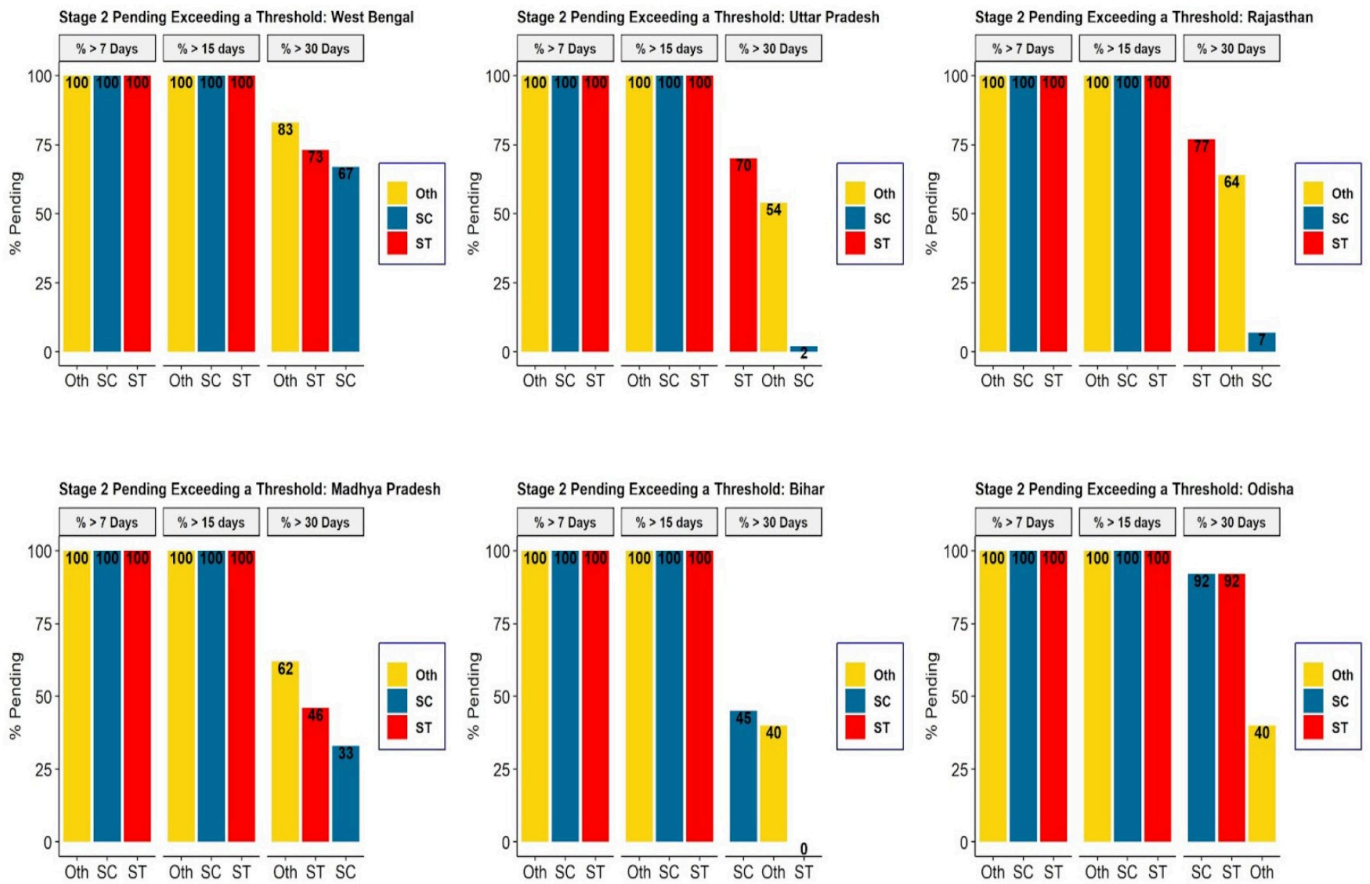 Stage 2 Pending Exceeding a Threshold: West Bengal
% > 7 Days % > 15 days % > 30 Days
100 100 100 100 100 100 83 73 67
% Pending
100
75
50
25
0
Oth SC ST Oth SC ST Oth ST SC
Oth
SC
ST
Stage 2 Pending Exceeding a Threshold: Uttar Pradesh
% > 7 Days % > 15 days % > 30 Days
100 100 100 100 100 100 70 54 2
% Pending
100
75
50
25
0
Oth SC ST Oth SC ST ST Oth SC
Oth
SC
ST
Stage 2 Pending Exceeding a Threshold: Rajasthan
% > 7 Days % > 15 days % > 30 Days
100 100 100 100 100 100 77 64 7
% Pending
100
75
50
25
0
Oth SC ST Oth SC ST ST Oth SC
Oth
SC
ST
Stage 2 Pending Exceeding a Threshold: Madhya Pradesh
% > 7 Days % > 15 days % > 30 Days
100 100 100 100 100 100 62 46 33
% Pending
100
75
50
25
0
Oth SC ST Oth SC ST Oth ST SC
Oth
SC
ST
Stage 2 Pending Exceeding a Threshold: Bihar
% > 7 Days % > 15 days % > 30 Days
100 100 100 100 100 100 45 40 0
% Pending
100
75
50
25
0
Oth SC ST Oth SC ST SC Oth ST
Oth
SC
ST
Stage 2 Pending Exceeding a Threshold: Odisha
% > 7 Days % > 15 days % > 30 Days
100 100 100 100 100 100 92 92 40
% Pending
100
75
50
25
0
Oth SC ST Oth SC ST SC ST Oth
Oth
SC
ST